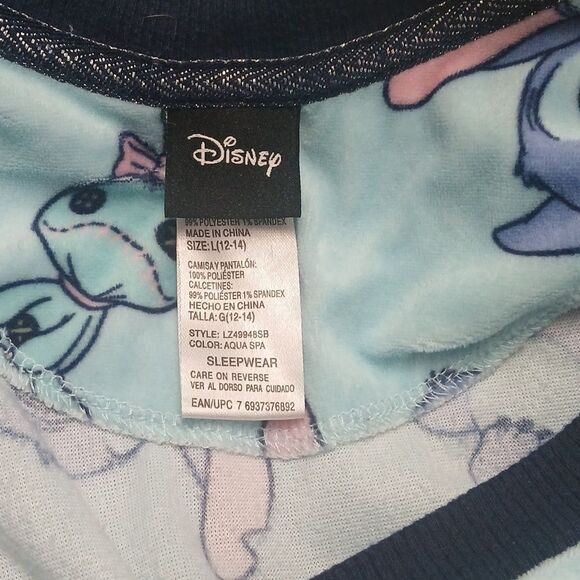 Disney
99% POLYESTER 1% SPANDEX
MADE IN CHINA
SIZE: L(12-14)
CAMISA Y PANTALÓN:
100% POLIÉSTER
CALCETINES:
99% POLIÉSTER 1% SPANDEX
HECHO EN CHINA
TALLA: G(12-14)
STYLE: LZ49948SB
COLOR: AQUA SPA
SLEEPWEAR
CARE ON REVERSE
VER AL DORSO PARA CUIDADO
EAN/UPC 7 6937376892